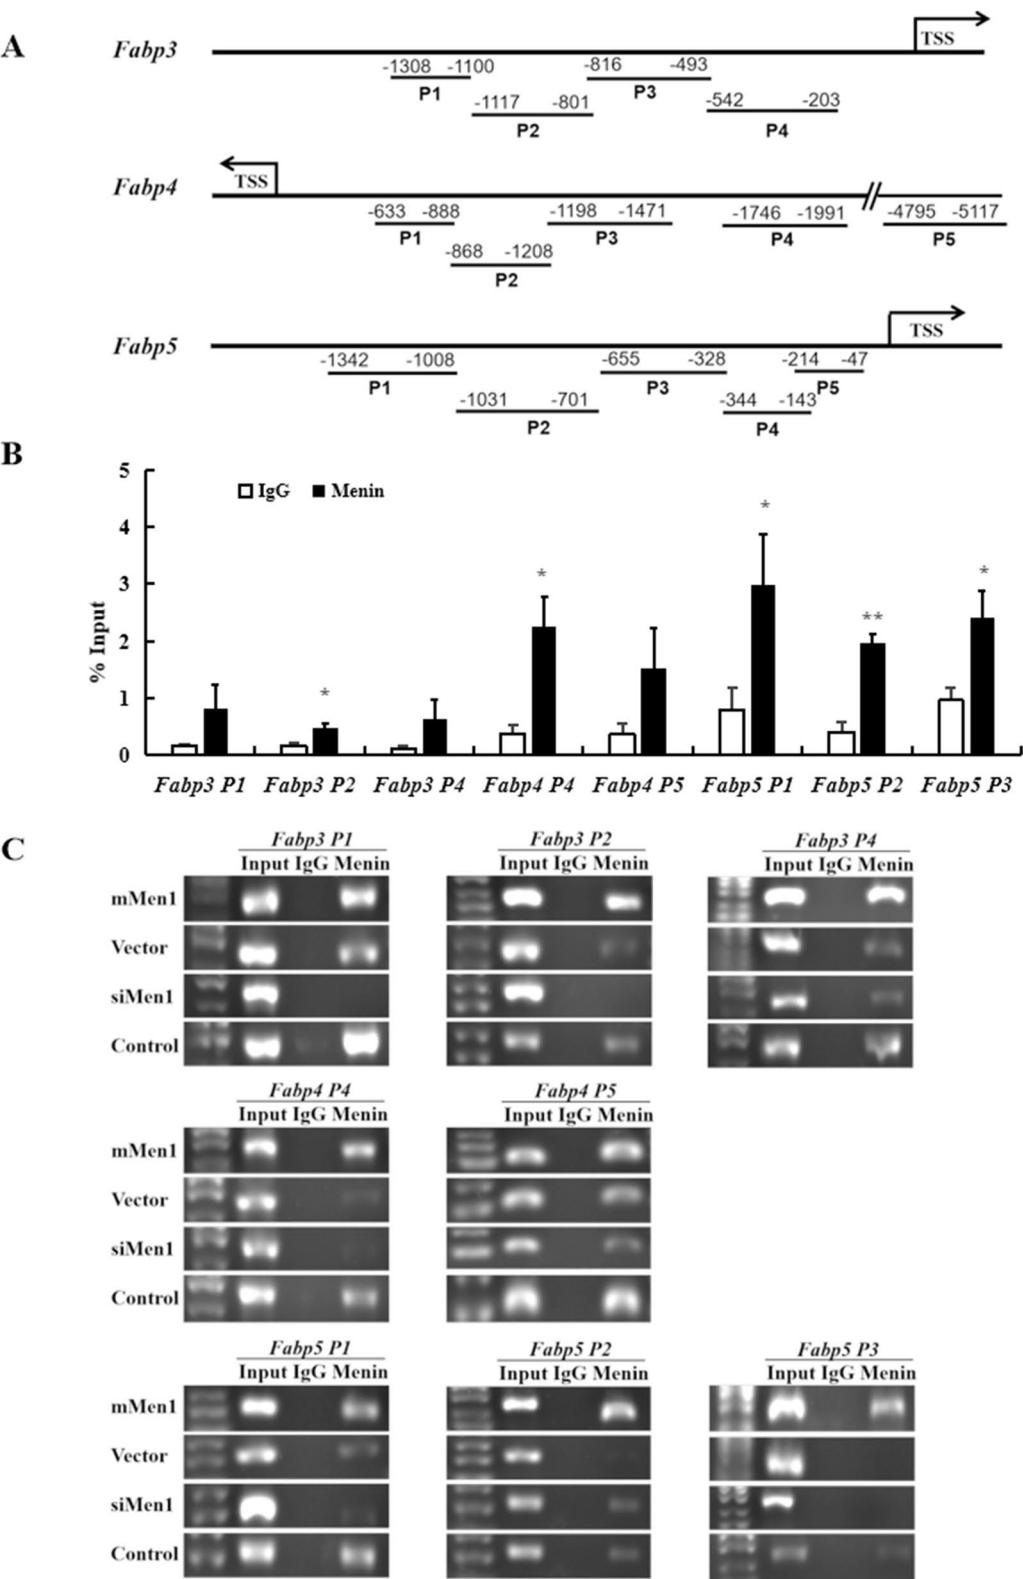 A
Fabp3
TSS
-1308 -1100
-816 -493
P1
P3
-1117 -801
-542 -203
P2
P4
Fabp4
TSS
-633 -888
-1198 -1471
-1746 -1991
-4795 -5117
P1
P3
P4
P5
-868 -1208
P2
Fabp5
TSS
-1342 -1008
-655 -328
-214 -47
P1
P3
P5
-1031 -701
-344 -143
P2
P4
B
% Input
5
4
3
2
1
0
IgG Menin
*
*
*
**
*
Fabp3 P1 Fabp3 P2 Fabp3 P4 Fabp4 P4 Fabp4 P5 Fabp5 P1 Fabp5 P2 Fabp5 P3
C
Fabp3 P1 Fabp3 P2 Fabp3 P4
Input IgG Menin Input IgG Menin Input IgG Menin
mMen1
Vector
siMen1
Control
Fabp4 P4 Fabp4 P5
Input IgG Menin Input IgG Menin
mMen1
Vector
siMen1
Control
Fabp5 P1 Fabp5 P2 Fabp5 P3
Input IgG Menin Input IgG Menin Input IgG Menin
mMen1
Vector
siMen1
Control